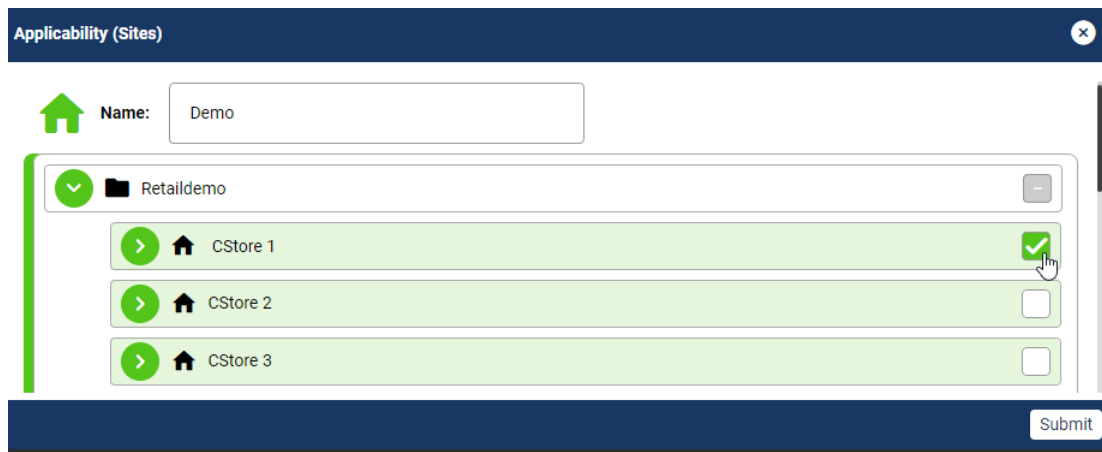 Applicability (Sites)
Name: Demo
Retaildemo
CStore 1
CStore 2
CStore 3
Submit